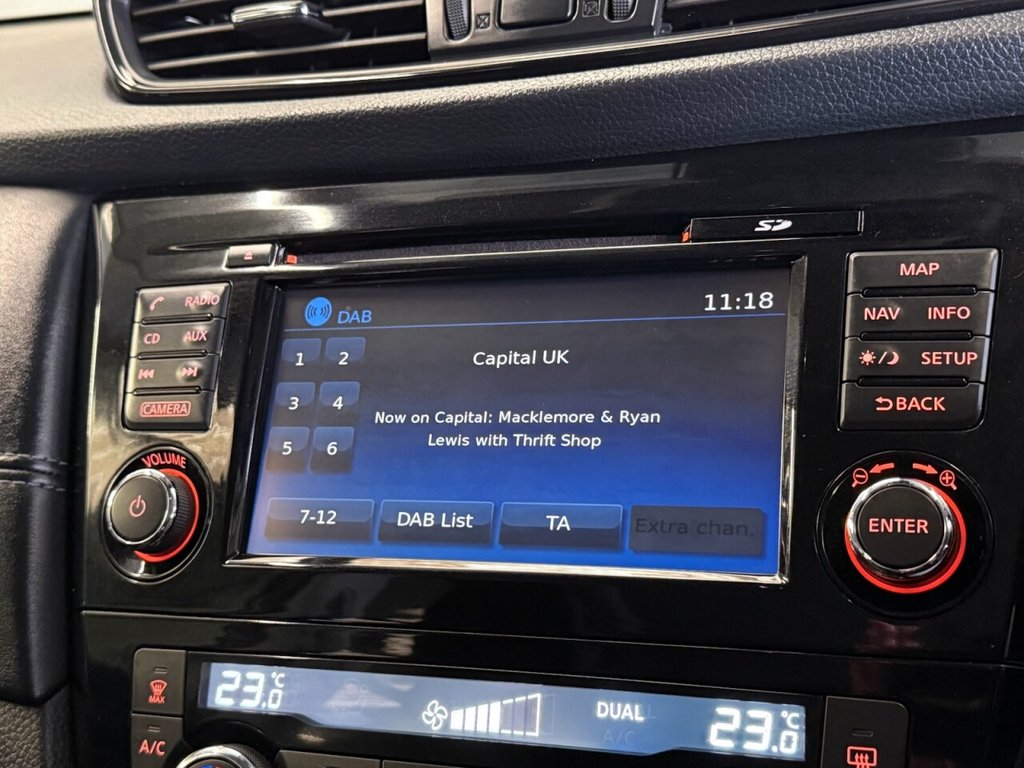 SD
MAP
RADIO
NAV INFO
CD AUX
SETUP
CAMERA
BACK
DAB
11:18
1 2
Capital UK
3 4
Now on Capital: Macklemore & Ryan
Lewis with Thrift Shop
5 6
7-12 DAB List TA Extra chan.
VOLUME
ENTER
MAX
23.0°C
DUAL
23.0°C
A/C
A/C